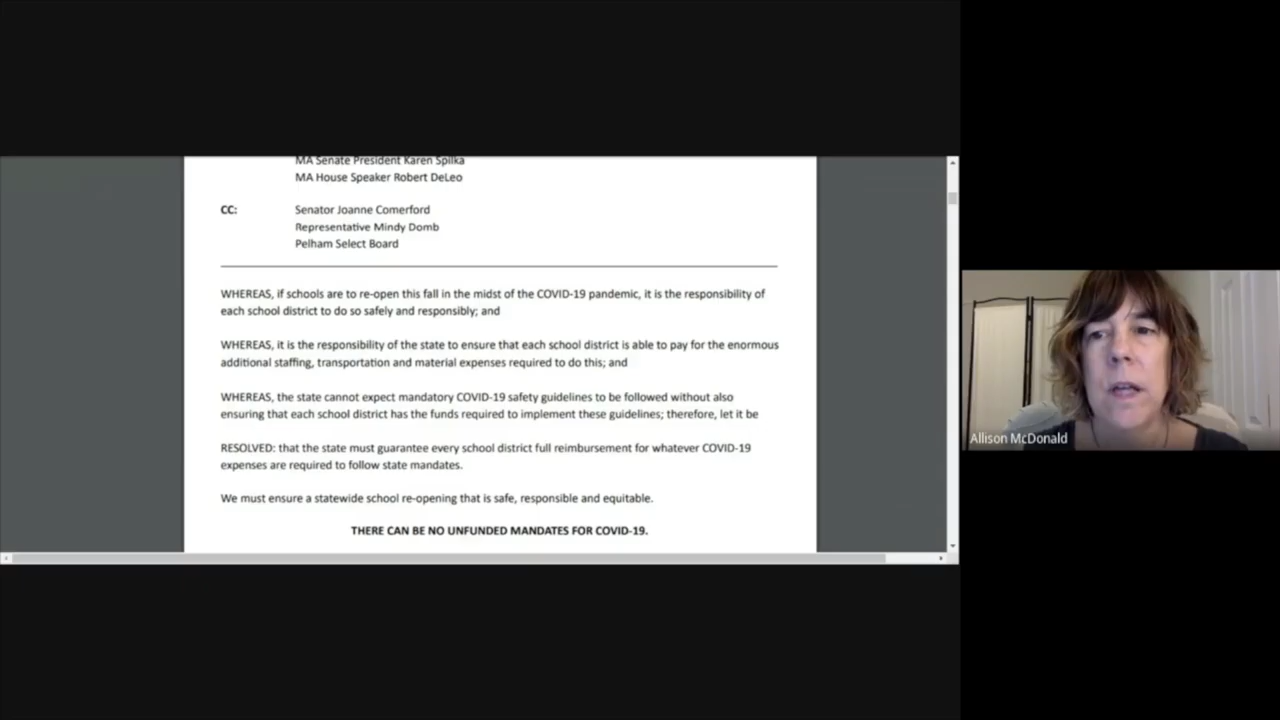 MA Senate President Karen Spilka
MA House Speaker Robert DeLeo
CC: Senator Joanne Comerford
Representative Mindy Domb
Pelham Select Board
WHEREAS, if schools are to re-open this fall in the midst of the COVID-19 pandemic, it is the responsibility of
each school district to do so safely and responsibly; and
WHEREAS, it is the responsibility of the state to ensure that each school district is able to pay for the enormous
additional staffing, transportation and material expenses required to do this; and
WHEREAS, the state cannot expect mandatory COVID-19 safety guidelines to be followed without also
ensuring that each school district has the funds required to implement these guidelines; therefore, let it be
RESOLVED: that the state must guarantee every school district full reimbursement for whatever COVID-19
expenses are required to follow state mandates.
We must ensure a statewide school re-opening that is safe, responsible and equitable.
THERE CAN BE NO UNFUNDED MANDATES FOR COVID-19.
Allison McDonald